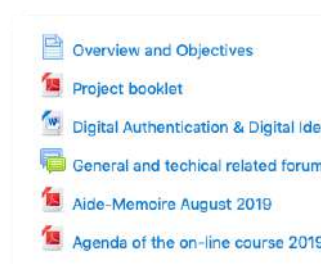 Overview and Objectives
Project booklet
Digital Authentication & Digital Ide
General and techical related forum
Aide-Memoire August 2019
Agenda of the on-line course 2019